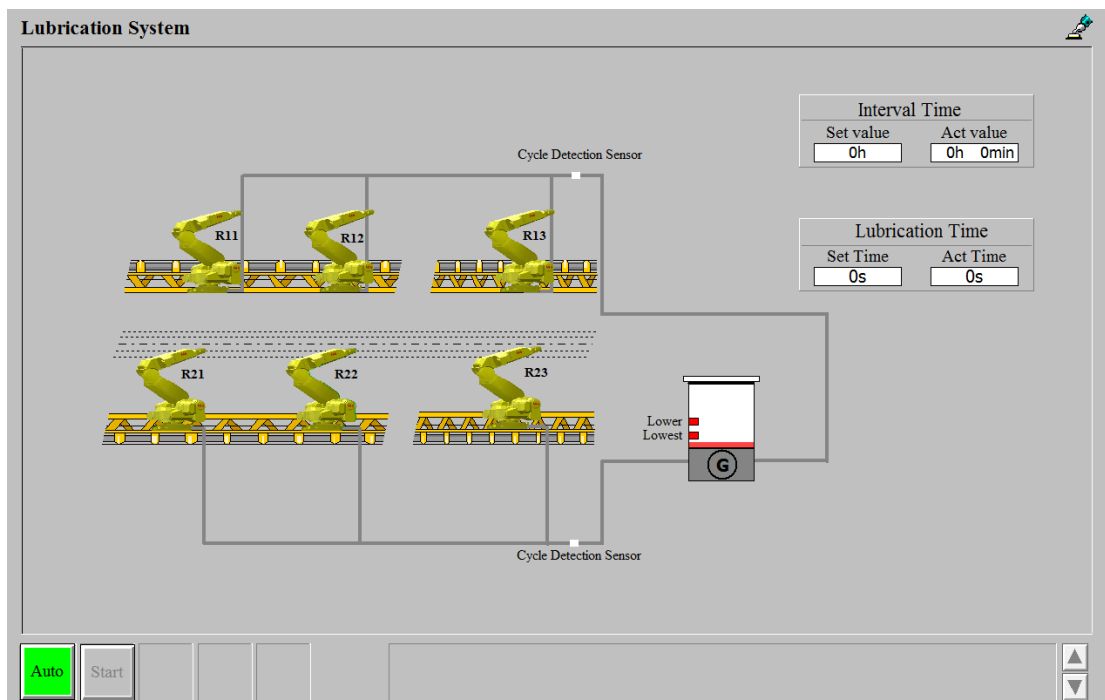 Lubrication System
Interval Time
Set value Act value
0h 0h 0min
Cycle Detection Sensor
R11 R12 R13
Lubrication Time
Set Time Act Time
0s 0s
R21 R22 R23
Lower
Lowest
G
Cycle Detection Sensor
Auto Start